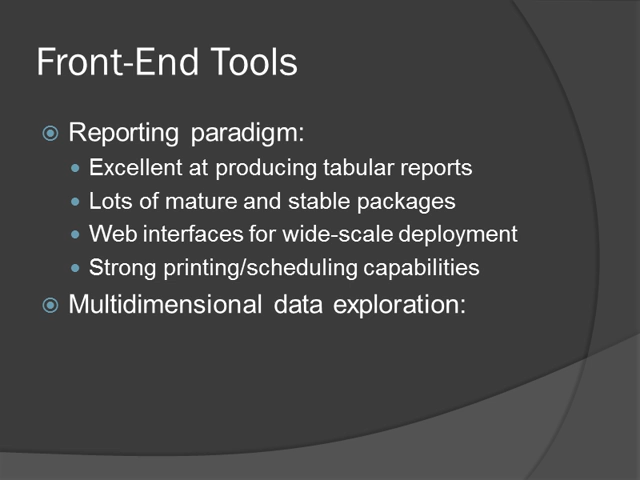 Front-End Tools
Reporting paradigm:
Excellent at producing tabular reports
Lots of mature and stable packages
Web interfaces for wide-scale deployment
Strong printing/scheduling capabilities
Multidimensional data exploration: